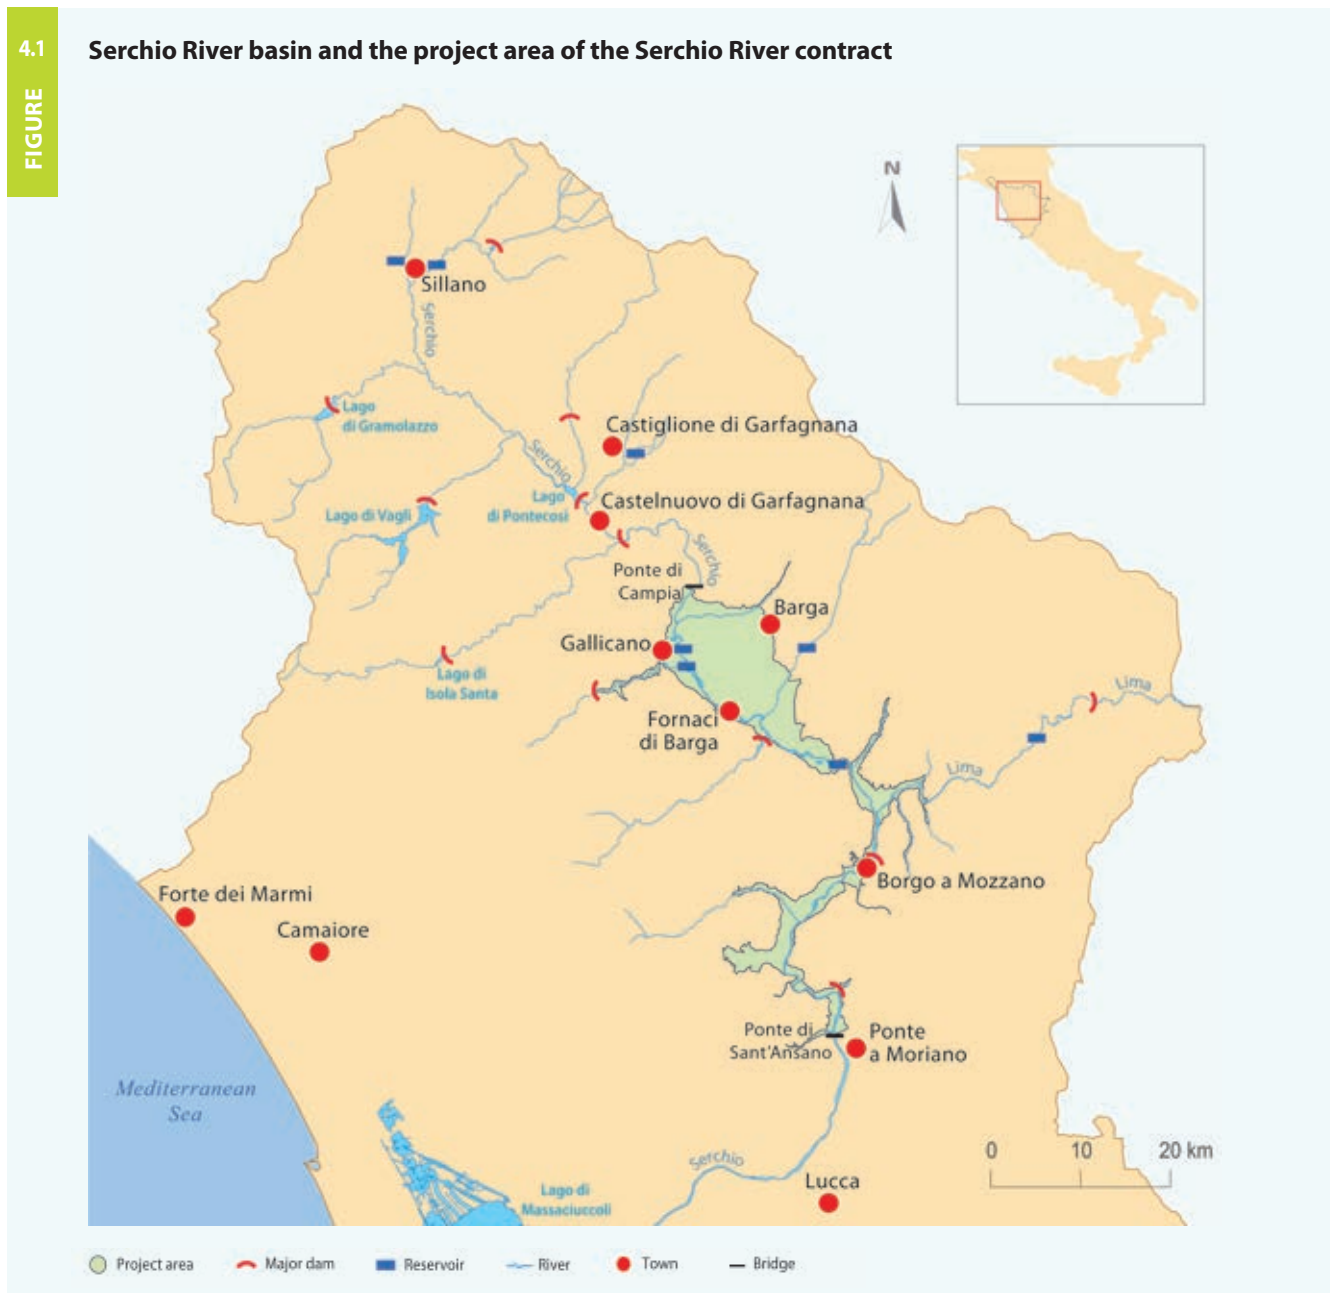 4.1
FIGURE
Serchio River basin and the project area of the Serchio River contract
N
Sillano
Serchio
Lago
di Gramolazzo
Castiglione di Garfagnana
Serchio
Lago
di Pontecosi
Castelnuovo di Garfagnana
Lago di Vagli
Serchio
Ponte di
Campia
Barga
Gallicano
Lago di
Isola Santa
Lima
Fornaci
di Barga
Lima
Borgo a Mozzano
Forte dei Marmi
Camaiore
Ponte di
Sant'Ansano
Ponte
a Moriano
Mediterranean
Sea
Serchio
0 10 20 km
Lucca
Lago di
Massaciuccoli
Project area
Major dam
Reservoir
River
Town
Bridge